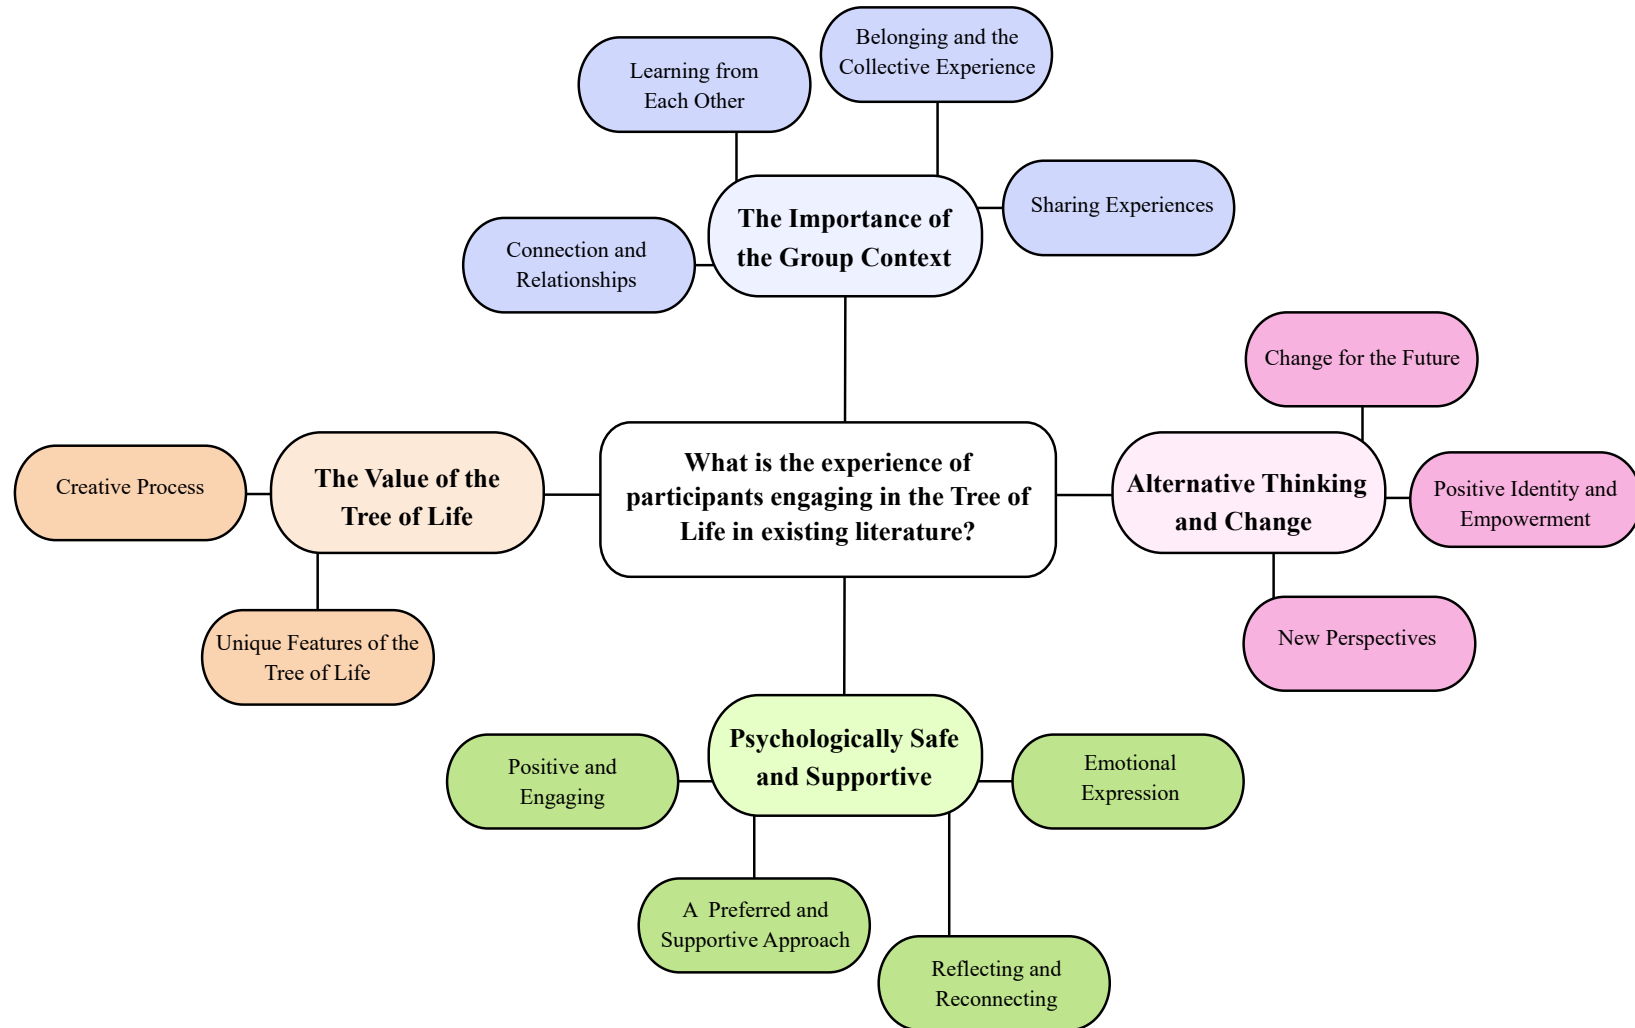 Belonging and the
Collective Experience
Learning from
Each Other
Sharing Experiences
The Importance of
the Group Context
Connection and
Relationships
Change for the Future
What is the experience of
participants engaging in the Tree of
Life in existing literature?
The Value of the
Tree of Life
Creative Process
Alternative Thinking
and Change
Positive Identity and
Empowerment
Unique Features of the
Tree of Life
New Perspectives
Psychologically Safe
and Supportive
Positive and
Engaging
Emotional
Expression
A Preferred and
Supportive Approach
Reflecting and
Reconnecting